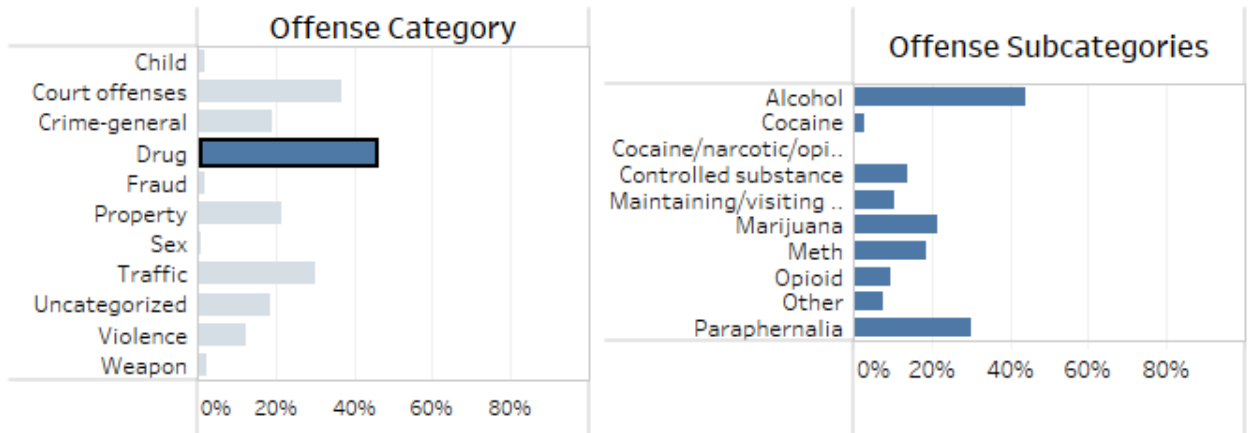 Offense Category
Child
Court offenses
Crime-general
Drug
Fraud
Property
Sex
Traffic
Uncategorized
Violence
Weapon
0% 20% 40% 60% 80%
Offense Subcategories
Alcohol
Cocaine
Cocaine/narcotic/opi..
Controlled substance
Maintaining/visiting ..
Marijuana
Meth
Opioid
Other
Paraphernalia
0% 20% 40% 60% 80%